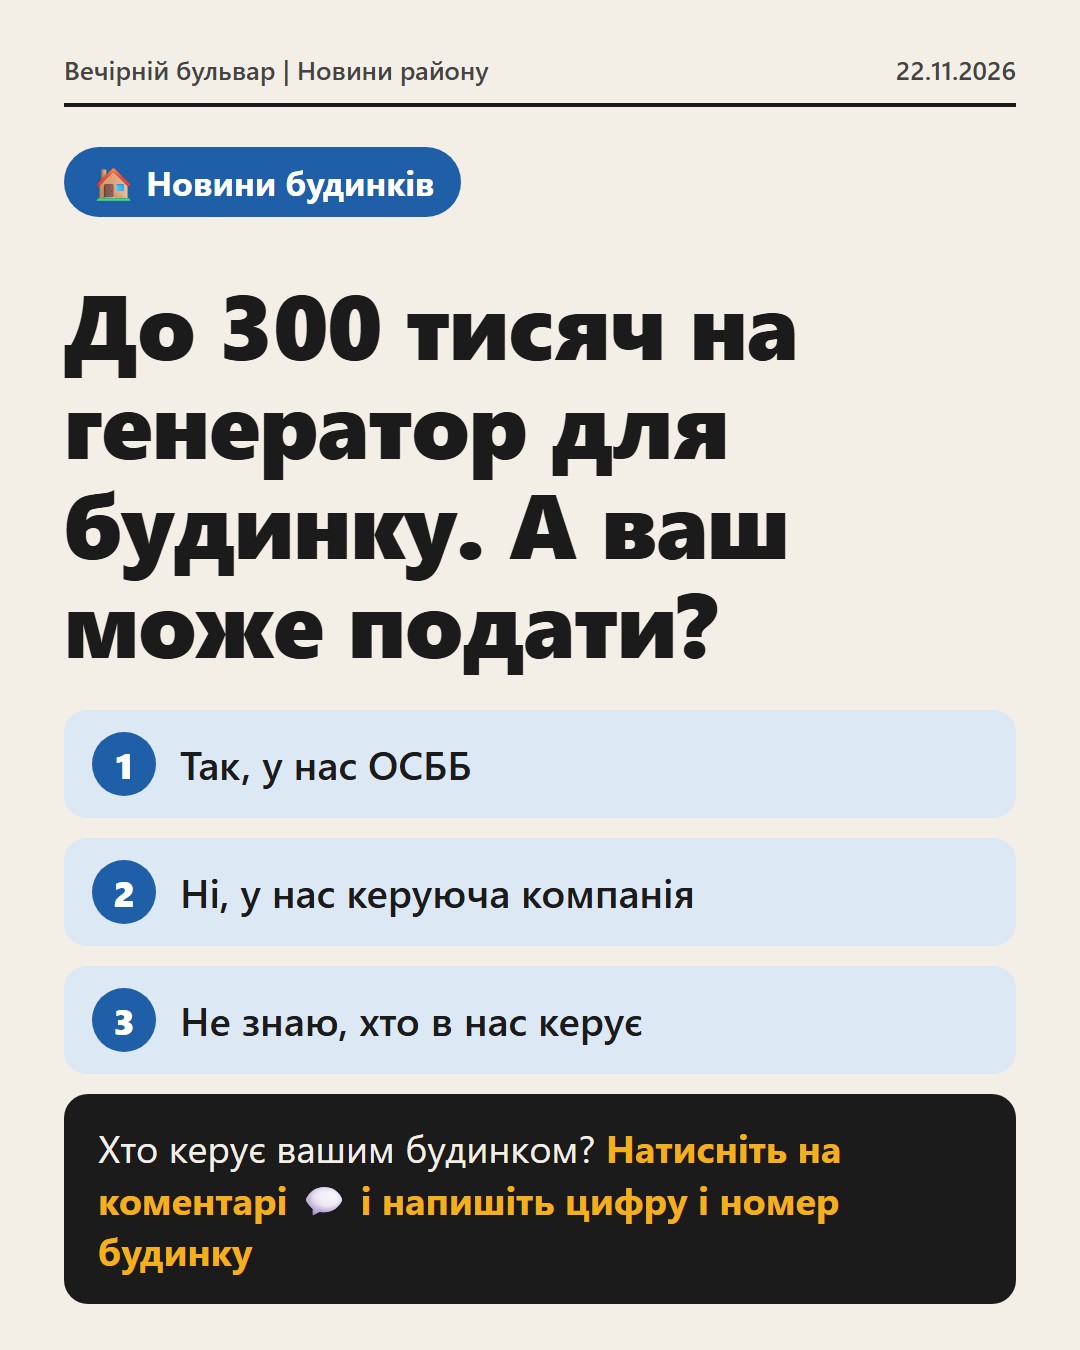 Вечірній бульвар | Новини району
22.11.2026
🏠 Новини будинків
До 300 тисяч на
генератор для
будинку. А ваш
може подати?
1 Так, у нас ОСББ
2 Ні, у нас керуюча компанія
3 Не знаю, хто в нас керує
Хто керує вашим будинком? Натисніть на
коментарі 💬 і напишіть цифру і номер
будинку